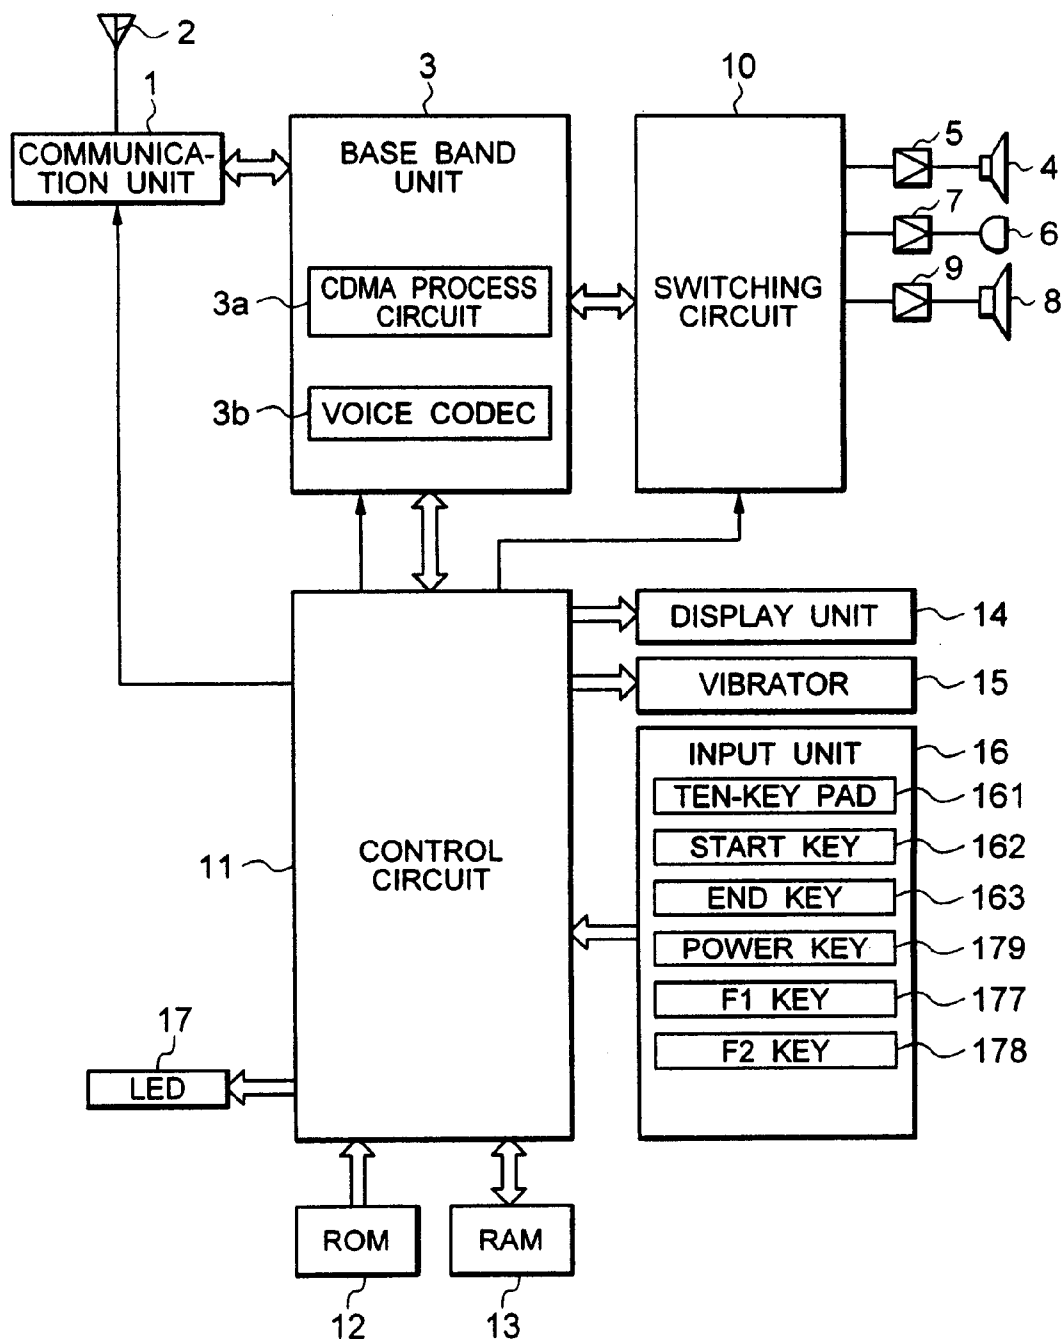 2
1
3
10
COMMUNICA-
TION UNIT
BASE BAND
UNIT
5
4
7
6
3a
CDMA PROCESS
CIRCUIT
SWITCHING
CIRCUIT
9
8
3b
VOICE CODEC
DISPLAY UNIT
14
VIBRATOR
15
INPUT UNIT
16
TEN-KEY PAD
161
11
CONTROL
CIRCUIT
START KEY
162
END KEY
163
POWER KEY
179
F1 KEY
177
17
F2 KEY
178
LED
ROM
RAM
12
13